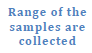 Range of the
samples are
collected